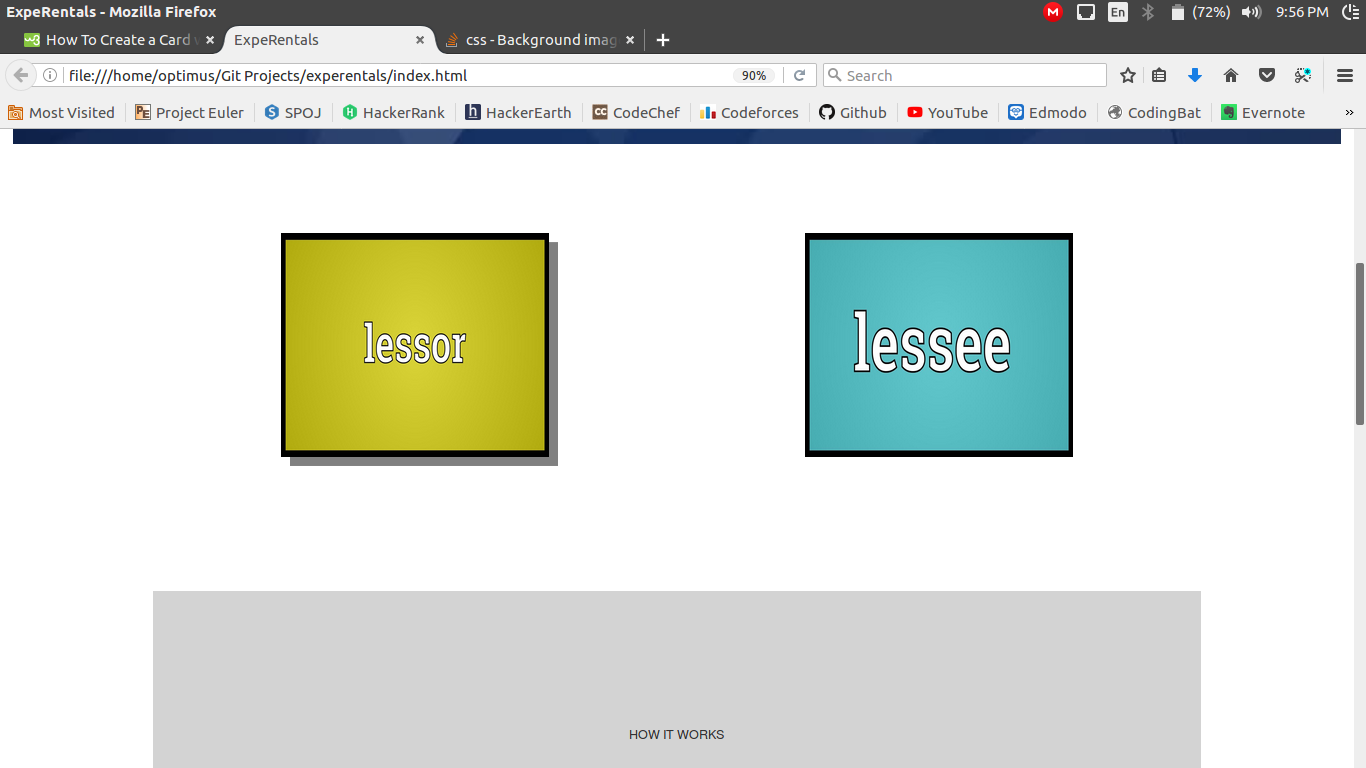 ExpeRentals - Mozilla Firefox
En (72%) 9:56 PM
How To Create a Card ExpeRentals css - Background imag
file:///home/optimus/Git Projects/experentals/index.html 90% Search
Most Visited Project Euler SPOJ HackerRank HackerEarth CodeChef Codeforces Github YouTube Edmodo CodingBat Evernote »
lessor lessee
HOW IT WORKS